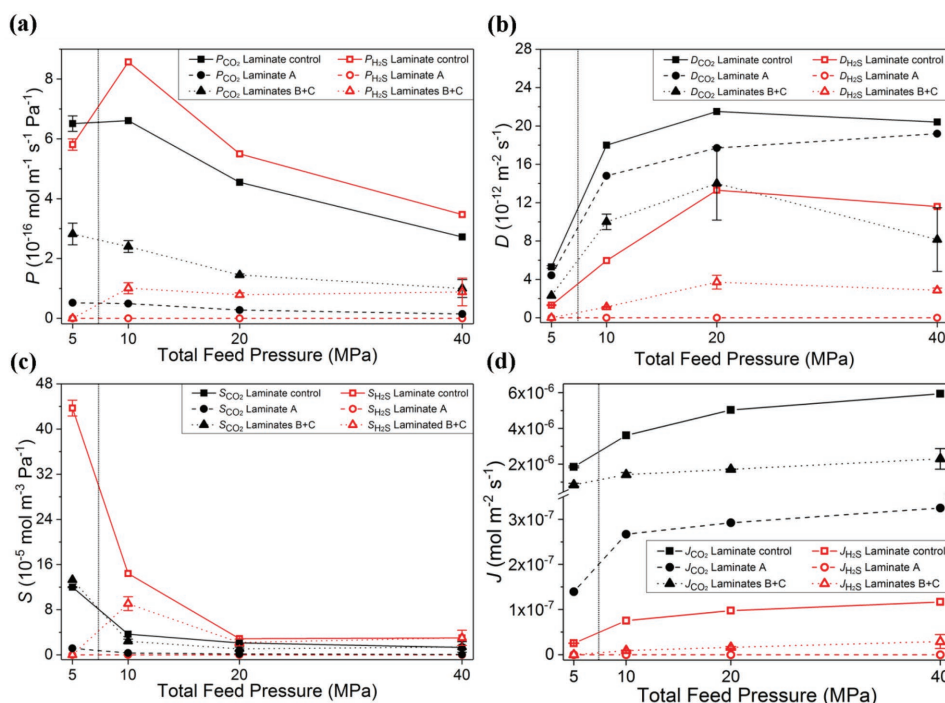 (a)
P_CO₂ Laminate control
P_CO₂ Laminate A
P_CO₂ Laminates B+C
P_H₂S Laminate control
P_H₂S Laminate A
P_H₂S Laminates B+C
8
6
4
2
0
P (10⁻¹⁶ mol m⁻¹ s⁻¹ Pa⁻¹)
5 10 20 40
Total Feed Pressure (MPa)
(b)
D_CO₂ Laminate control
D_CO₂ Laminate A
D_CO₂ Laminates B+C
D_H₂S Laminate control
D_H₂S Laminate A
D_H₂S Laminates B+C
28
24
20
16
12
8
4
0
D (10⁻¹² m⁻² s⁻¹)
5 10 20 40
Total Feed Pressure (MPa)
(c)
S_CO₂ Laminate control
S_CO₂ Laminate A
S_CO₂ Laminates B+C
S_H₂S Laminate control
S_H₂S Laminate A
S_H₂S Laminated B+C
48
40
32
24
16
8
0
S (10⁻⁵ mol m⁻³ Pa⁻¹)
5 10 20 40
Total Feed Pressure (MPa)
(d)
6x10⁻⁶
4x10⁻⁶
2x10⁻⁶
3x10⁻⁷
2x10⁻⁷
1x10⁻⁷
0
J (mol m⁻² s⁻¹)
J_CO₂ Laminate control
J_CO₂ Laminate A
J_CO₂ Laminates B+C
J_H₂S Laminate control
J_H₂S Laminate A
J_H₂S Laminates B+C
5 10 20 40
Total Feed Pressure (MPa)